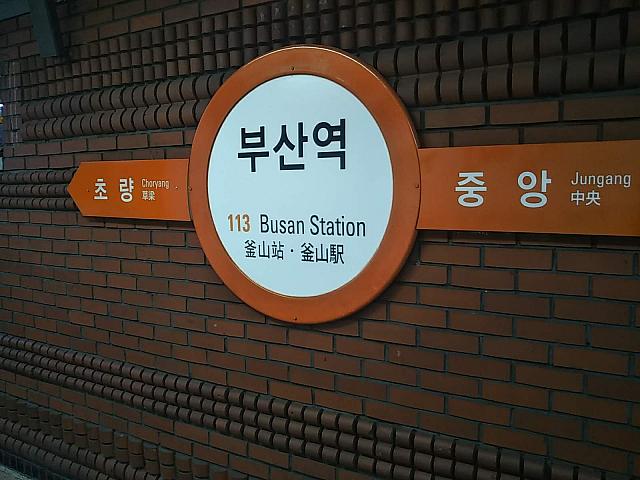 초량 Choryang
草梁
부산역
113 Busan Station
釜山站 · 釜山駅
중앙 Jungang
中央